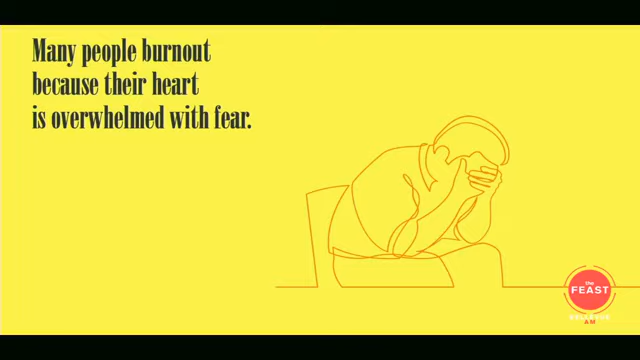 Many people burnout
because their heart
is overwhelmed with fear.
the
FEAST
AM